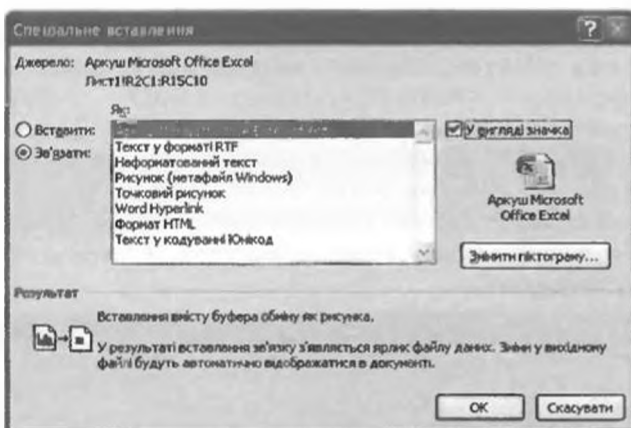 Спеціальне вставлення
Джерело: Аркуш Microsoft Office Excel
Лист1!R2C1:R15C10
Як:
Вставити:
У вигляді значка
Зв'язати:
Текст у форматі RTF
Неформатований текст
Рисунок (метафайл Windows)
Точковий рисунок
Word Hyperlink
Формат HTML
Текст у кодуванні Юнікод
Аркуш Microsoft
Office Excel
Змінити піктограму...
Результат
Вставлення вмісту буфера обміну як рисунка.
У результаті вставлення зв'язку з'являється ярлик файлу даних. Зміни у вихідному
файлі будуть автоматично відображатися в документі.
OK
Скасувати